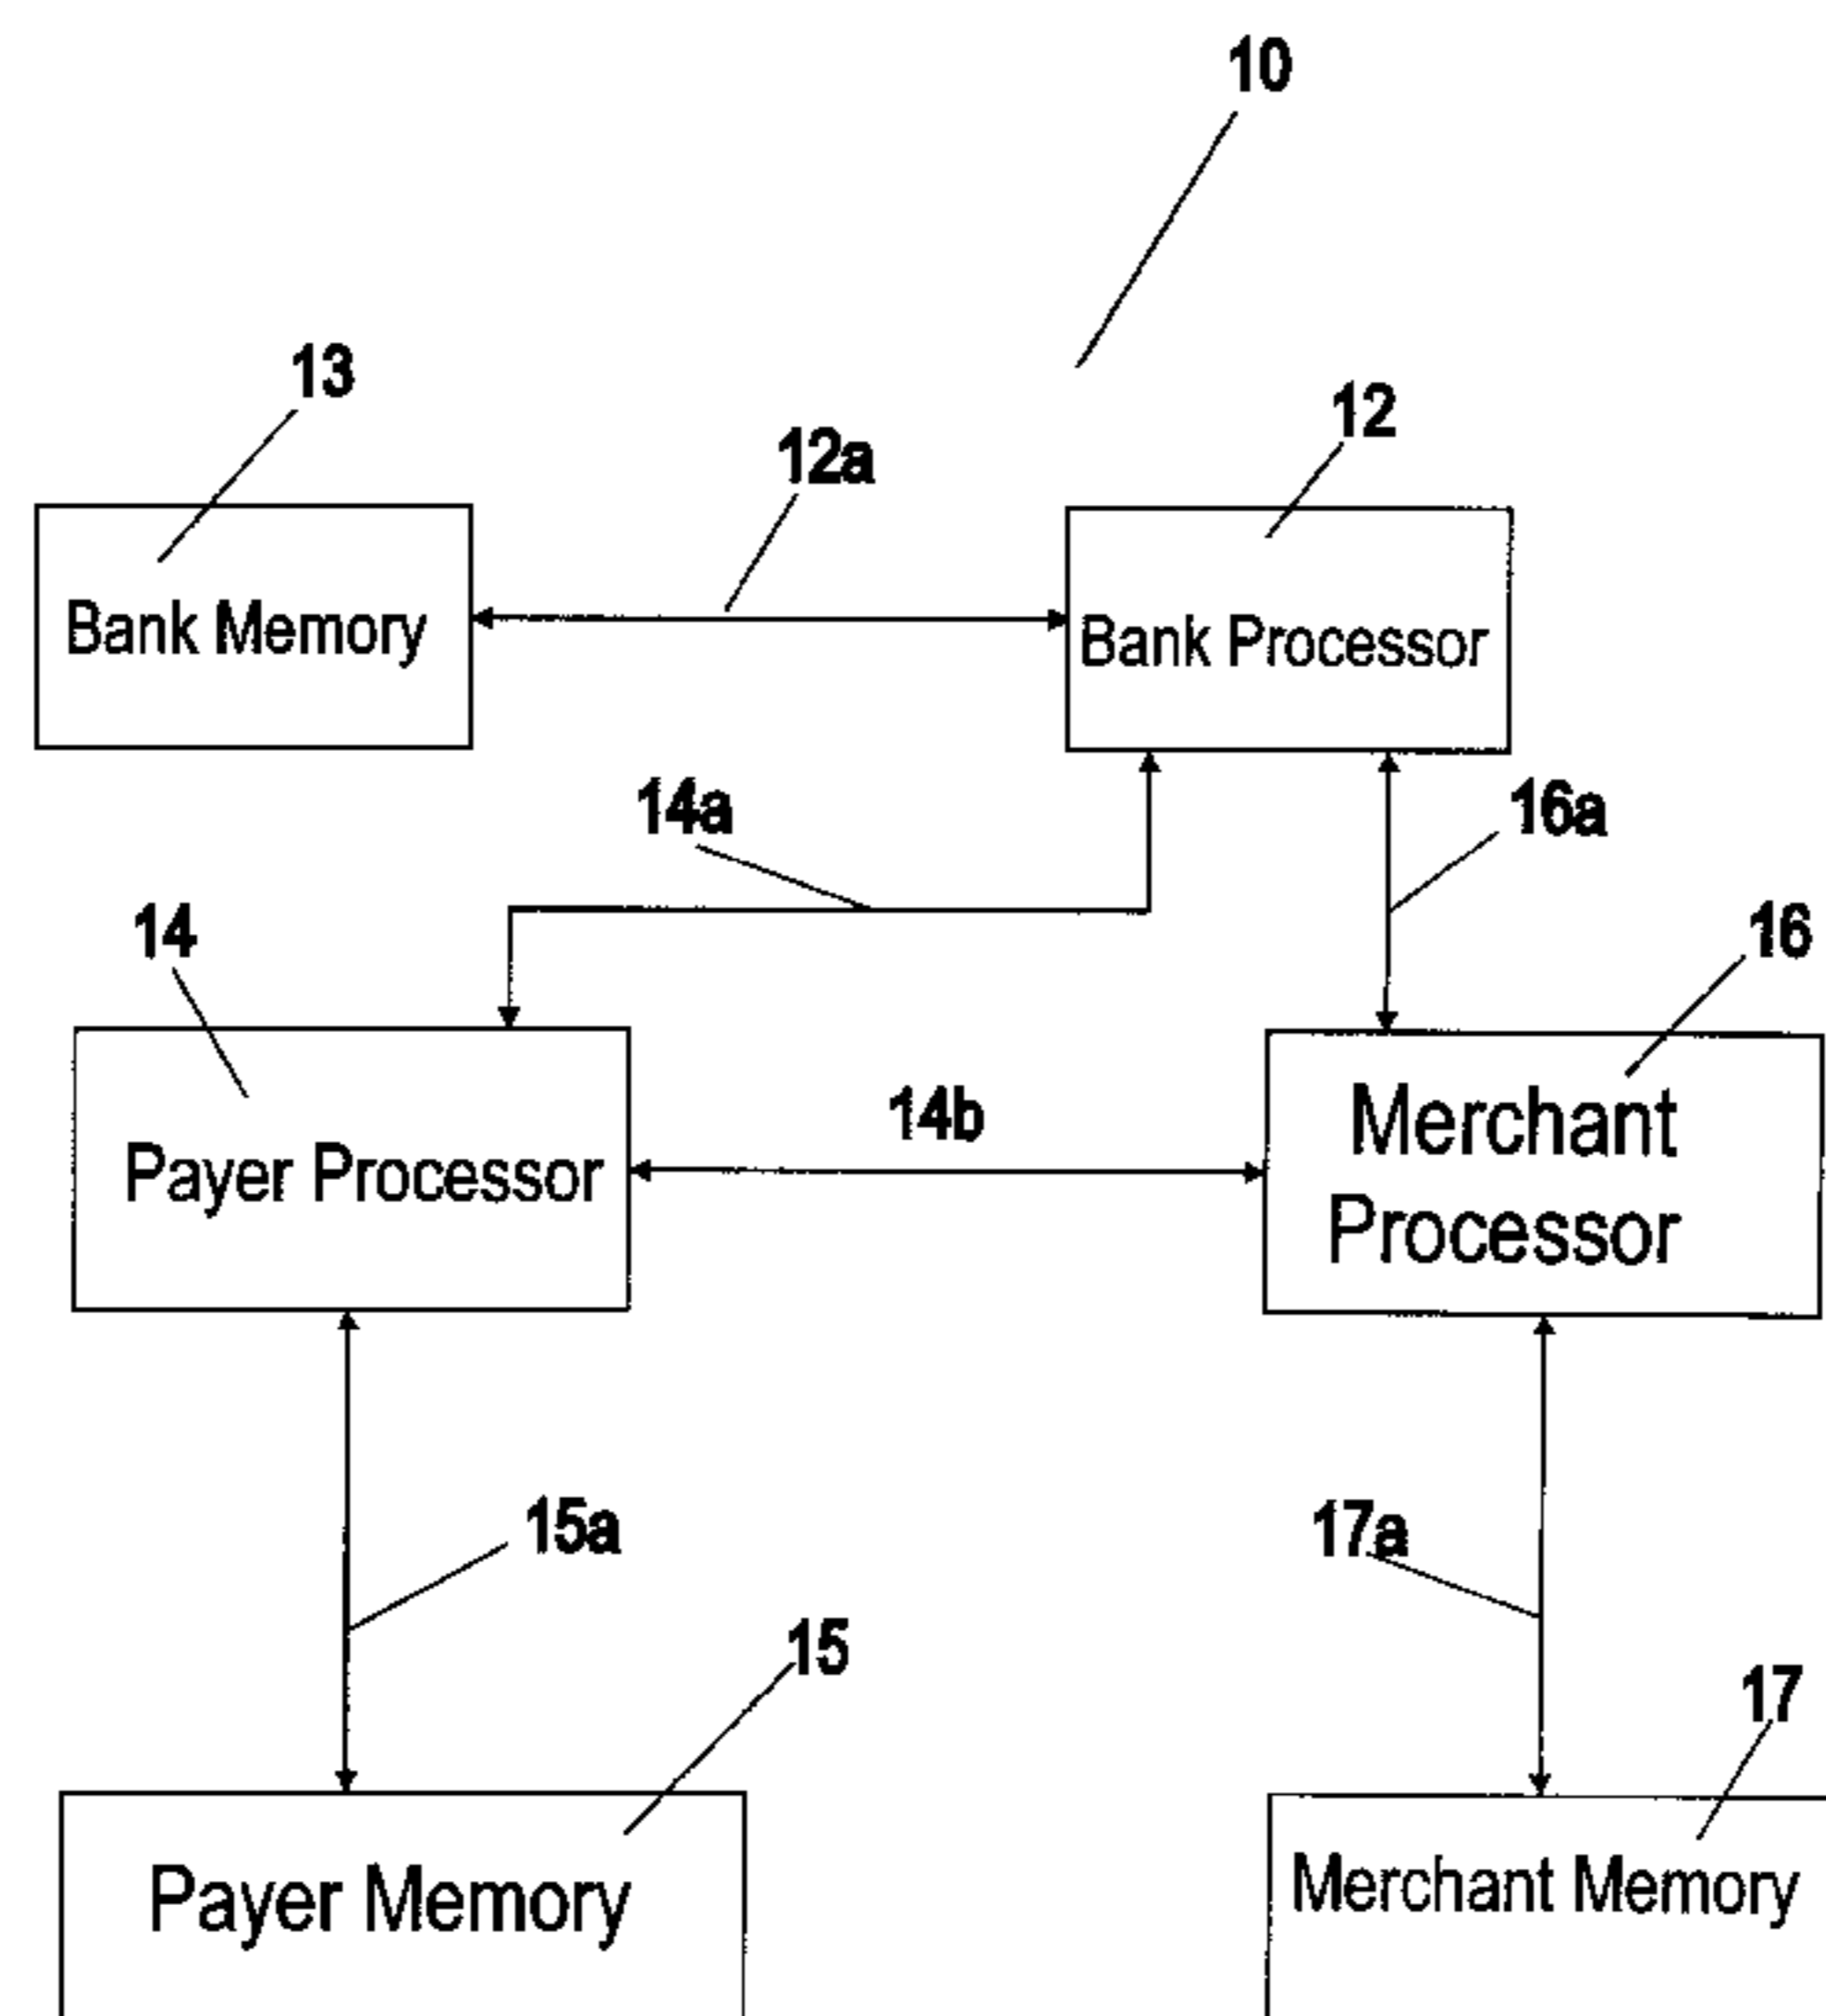 10
13
12a
12
Bank Memory
Bank Processor
14a
16a
14
16
14b
Merchant
Processor
Payer Processor
15a
17a
15
17
Payer Memory
Merchant Memory